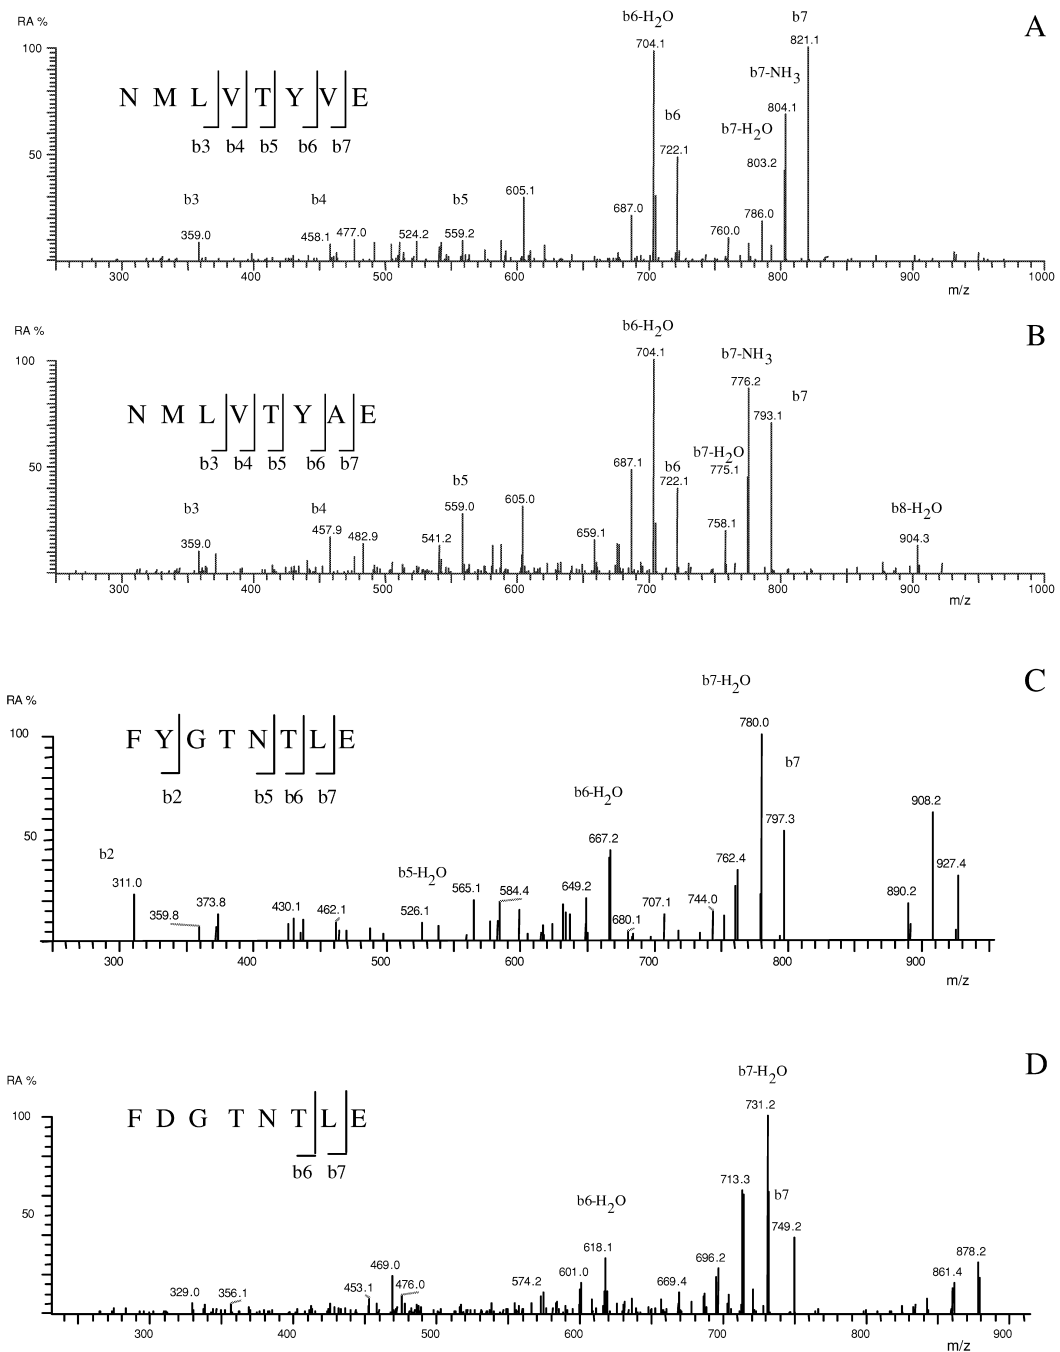 A
RA %
b6-H2O
b7
704.1
821.1
100
b7-NH3
804.1
N M L V T Y V E
b6
b7-H2O
b3 b4 b5 b6 b7
722.1
803.2
50
b3
b4
b5
605.1
687.0
786.0
359.0
458.1
477.0
524.2
559.2
760.0
300 400 500 600 700 800 900 1000
m/z
B
RA %
b6-H2O
704.1
b7-NH3
100
776.2
b7
793.1
N M L V T Y A E
b7-H2O
b3 b4 b5 b6 b7
b5
687.1
b6
775.1
50
722.1
b3
b4
559.0
605.0
b8-H2O
457.9
482.9
541.2
659.1
758.1
904.3
359.0
300 400 500 600 700 800 900 1000
m/z
C
RA %
b7-H2O
780.0
100
F Y G T N T L E
b7
b2 b5 b6 b7
b6-H2O
908.2
797.3
50
667.2
b2
b5-H2O
762.4
927.4
311.0
565.1
584.4
649.2
890.2
359.8
373.8
430.1
462.1
526.1
680.1
707.1
744.0
300 400 500 600 700 800 900
m/z
D
RA %
b7-H2O
731.2
100
F D G T N T L E
b6 b7
713.3
b7
b6-H2O
50
749.2
618.1
696.2
878.2
469.0
601.0
861.4
329.0
356.1
453.1
476.0
574.2
669.4
300 400 500 600 700 800 900
m/z